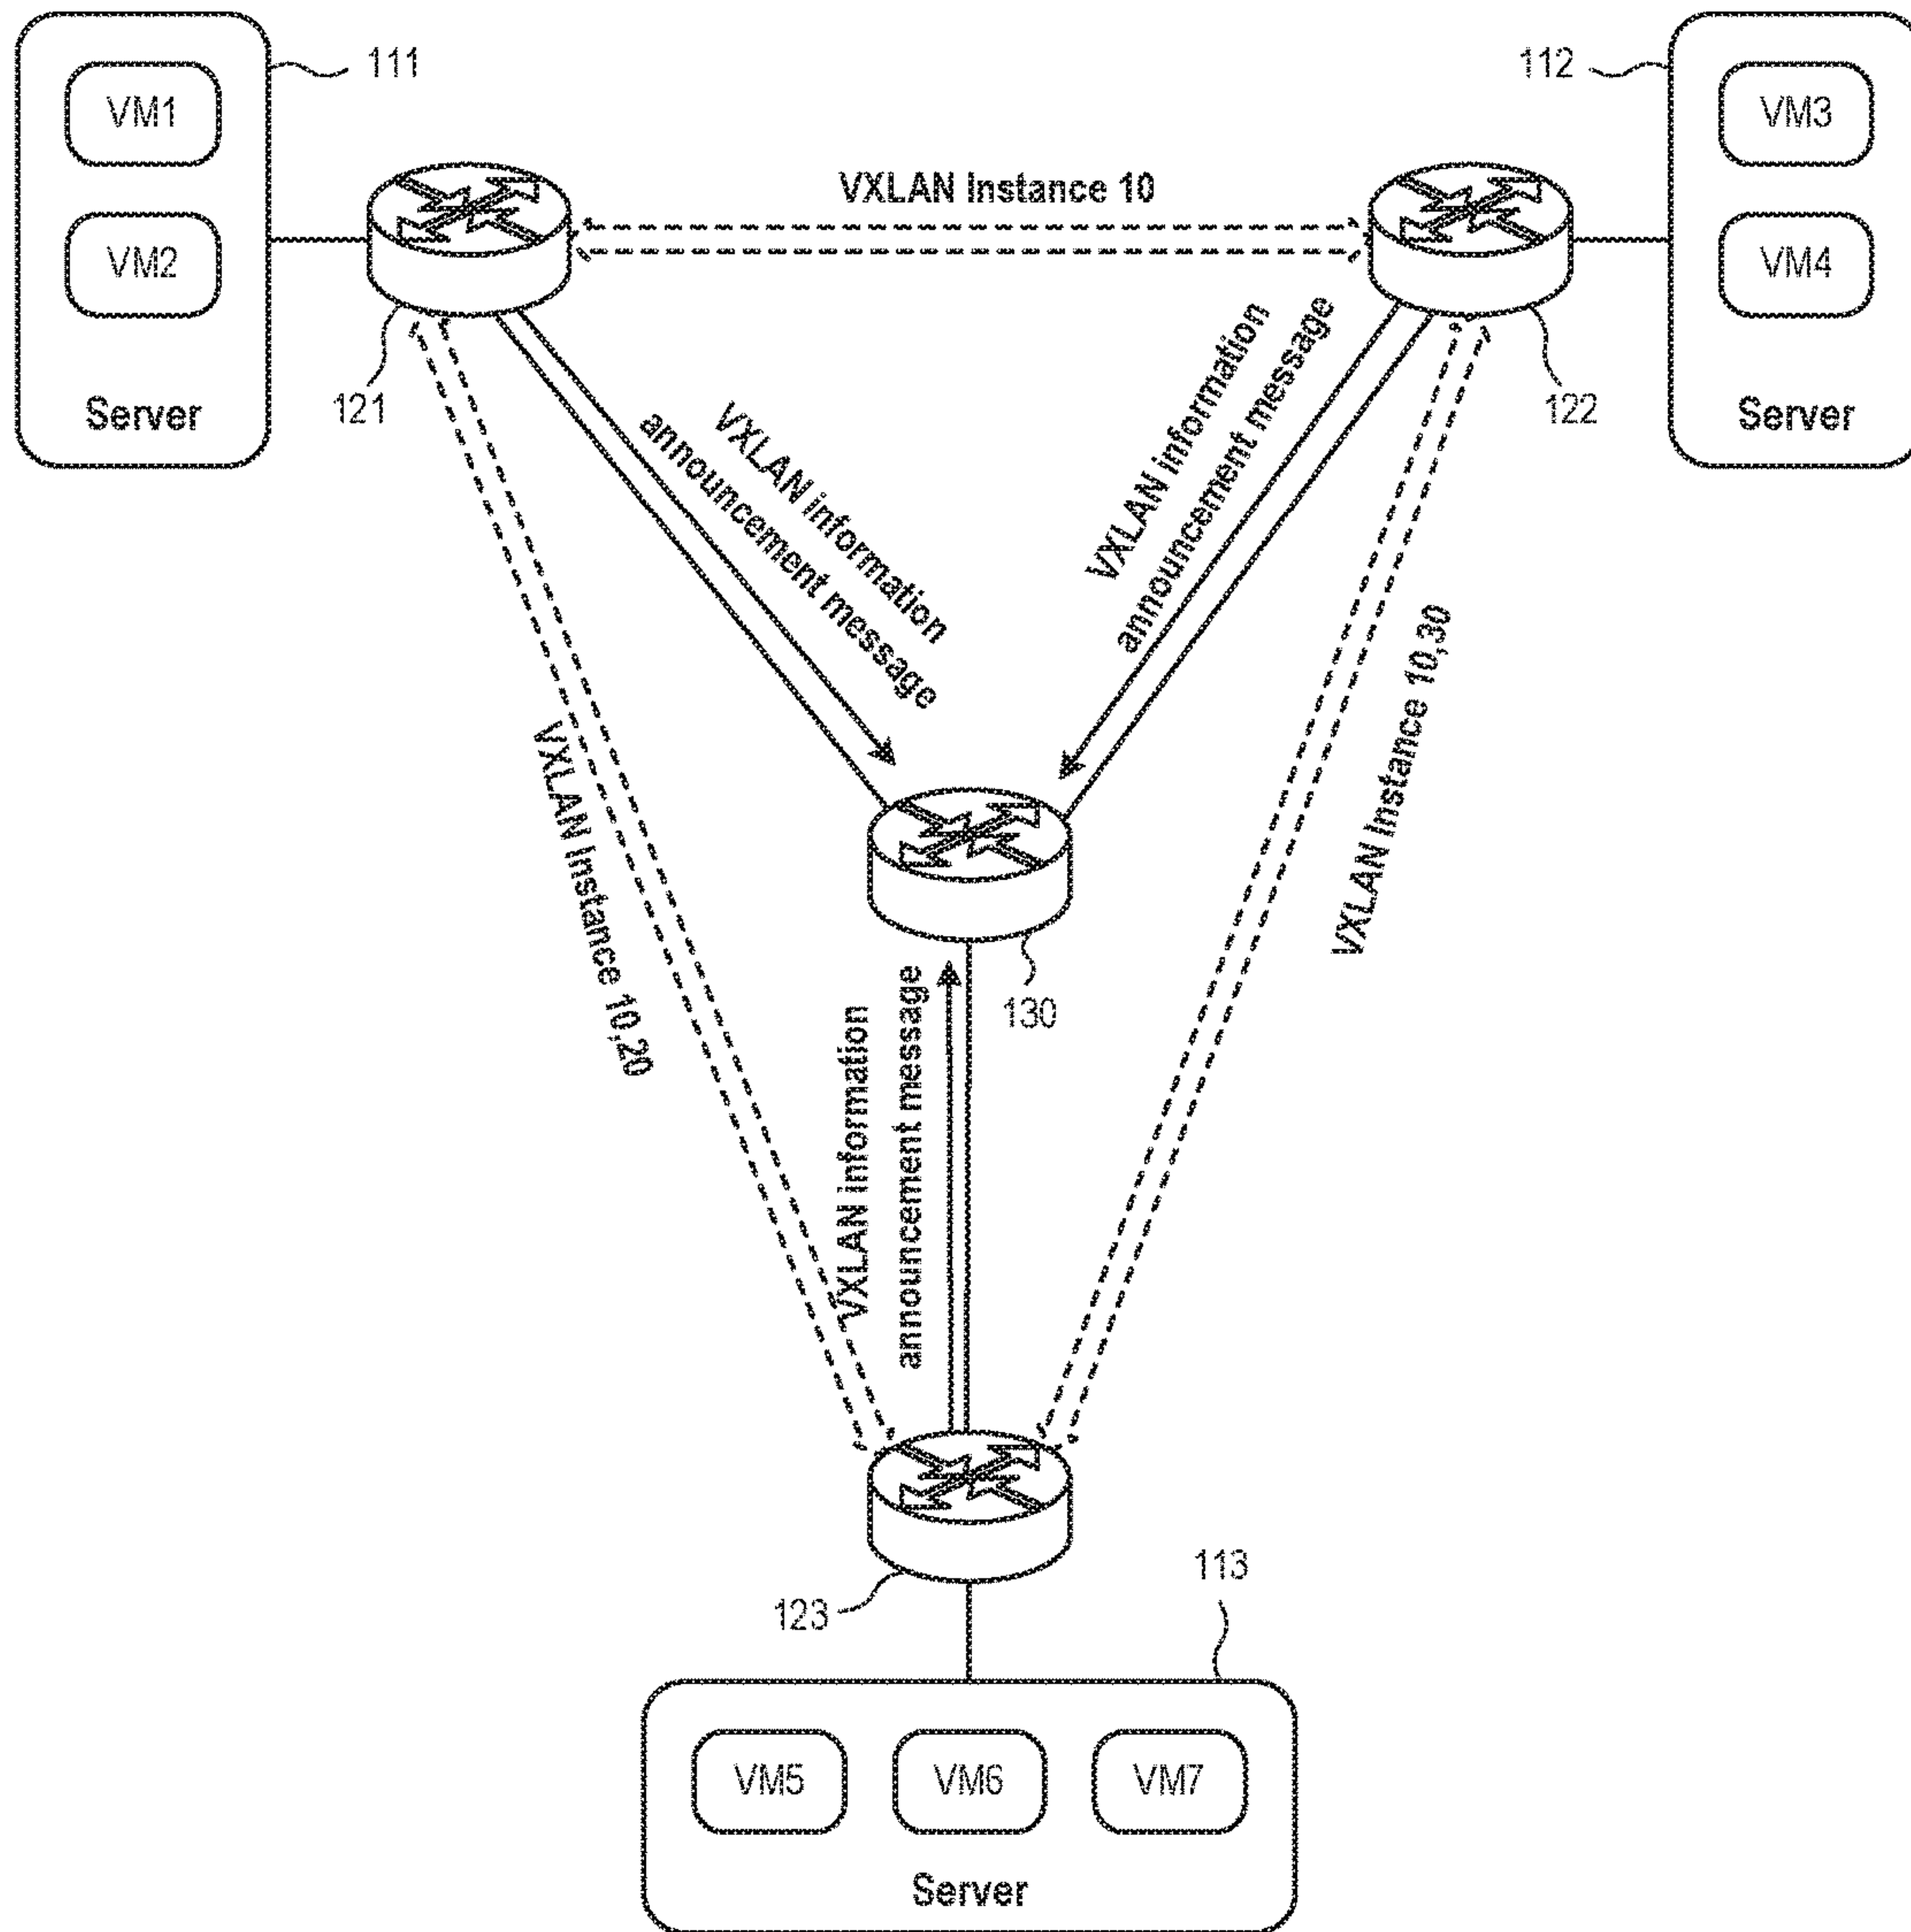 111
112
VM1
VM3
VXLAN Instance 10
VM2
VM4
Server
121
122
Server
VXLAN information
announcement message
VXLAN information
announcement message
VXLAN Instance 10,20
VXLAN Instance 10,30
130
VXLAN information
announcement message
123
113
VM5
VM6
VM7
Server